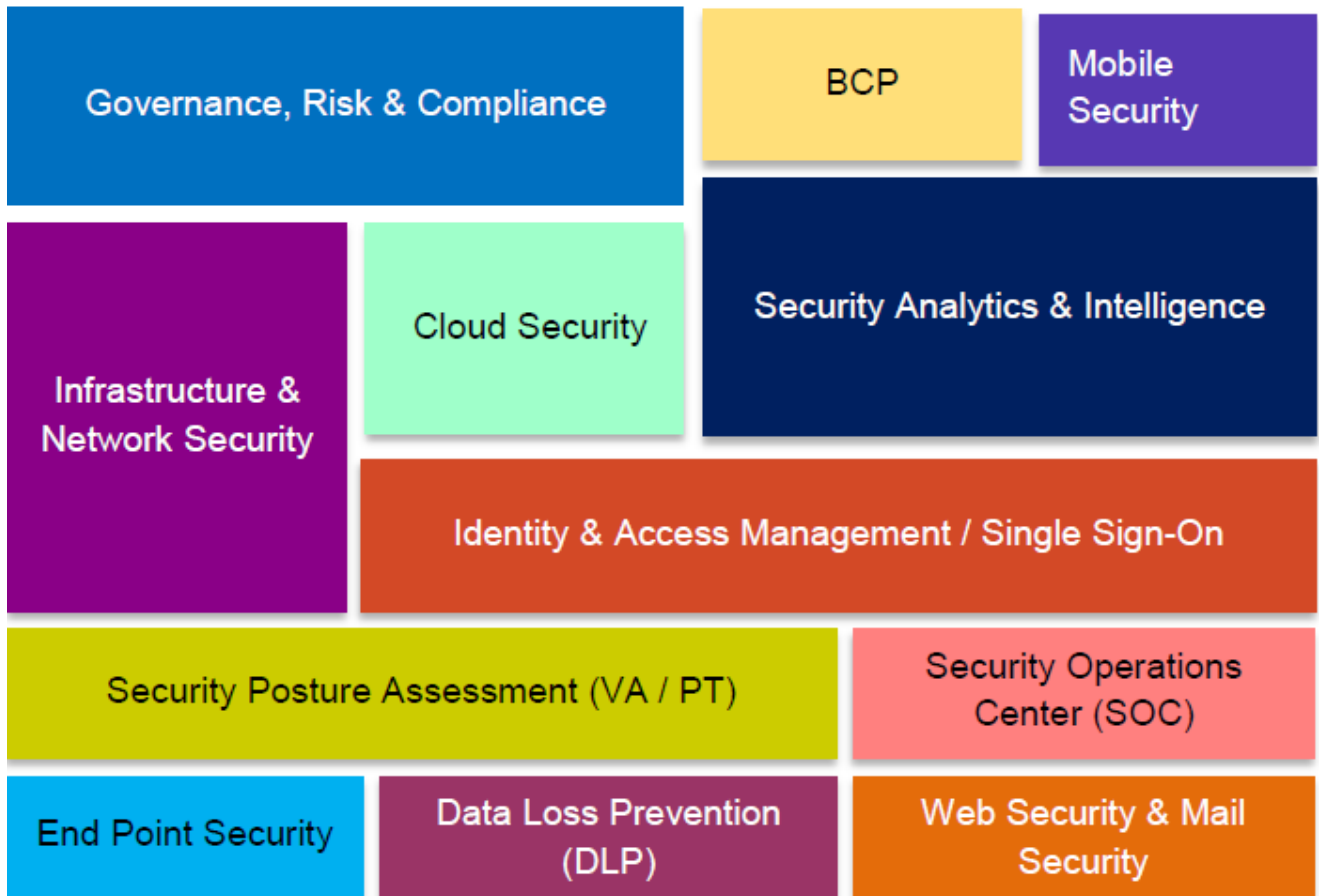 Governance, Risk & Compliance
BCP
Mobile
Security
Infrastructure &
Network Security
Cloud Security
Security Analytics & Intelligence
Identity & Access Management / Single Sign-On
Security Posture Assessment (VA / PT)
Security Operations
Center (SOC)
End Point Security
Data Loss Prevention
(DLP)
Web Security & Mail
Security